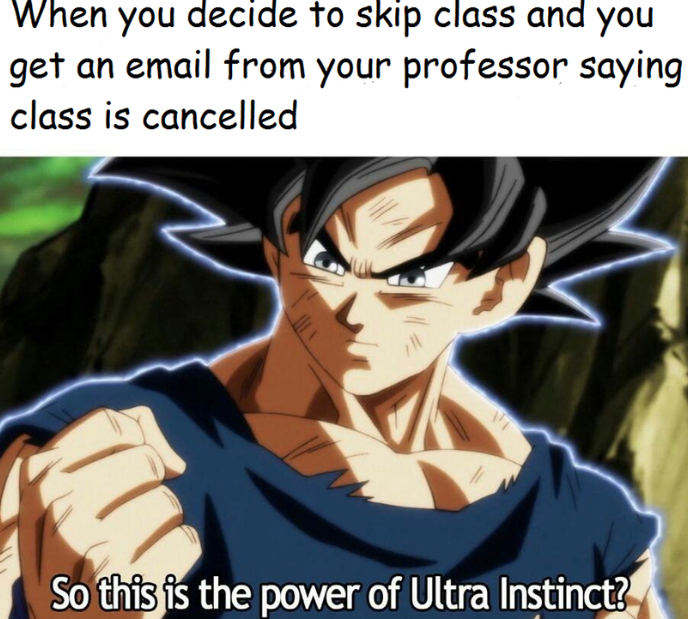 When you decide to skip class and you
get an email from your professor saying
class is cancelled
So this is the power of Ultra Instinct?